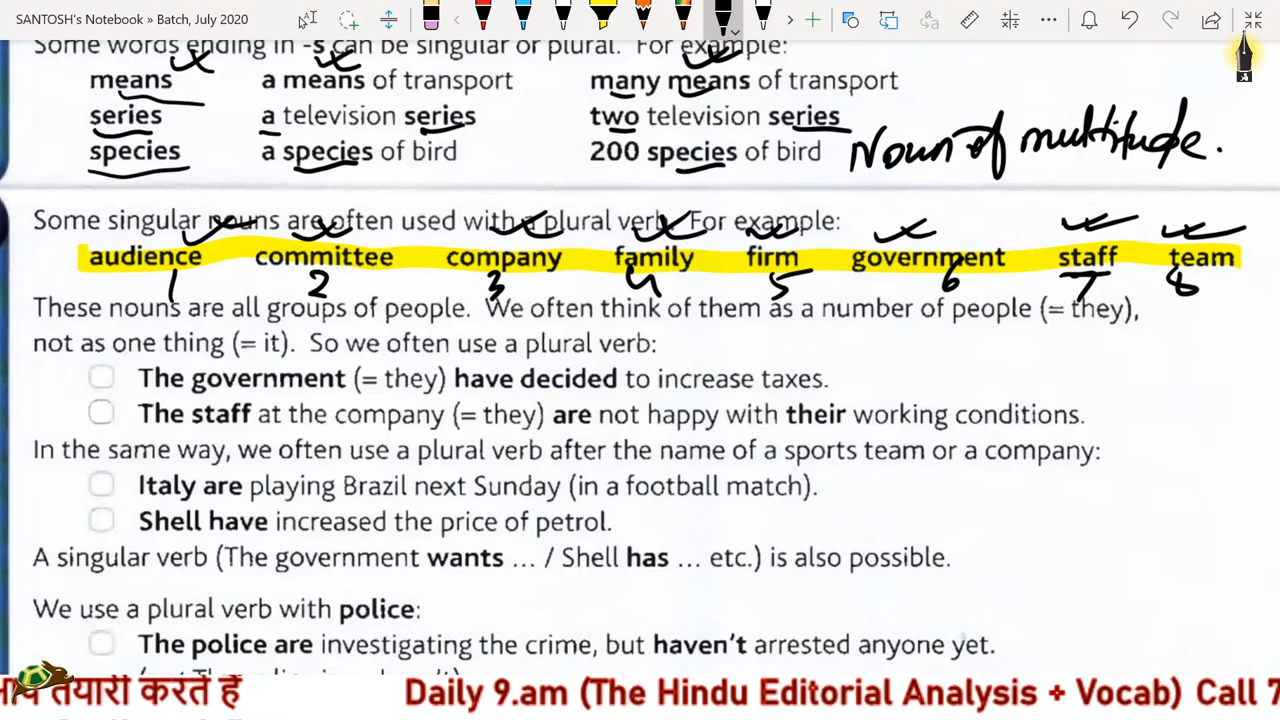 SANTOSH's Notebook » Batch, July 2020
Some words ending in -s can be singular or plural. For example:
means a means of transport many means of transport
series a television series two television series
species a species of bird 200 species of bird
Noun of multitude.
Some singular nouns are often used with a plural verb. For example:
audience committee company family firm government staff team
1 2 3 4 5 6 7 8
These nouns are all groups of people. We often think of them as a number of people (= they),
not as one thing (= it). So we often use a plural verb:
The government (= they) have decided to increase taxes.
The staff at the company (= they) are not happy with their working conditions.
In the same way, we often use a plural verb after the name of a sports team or a company:
Italy are playing Brazil next Sunday (in a football match).
Shell have increased the price of petrol.
A singular verb (The government wants ... / Shell has ... etc.) is also possible.
We use a plural verb with police:
The police are investigating the crime, but haven't arrested anyone yet.
तैयारी करते हैं Daily 9.am (The Hindu Editorial Analysis + Vocab) Call 7